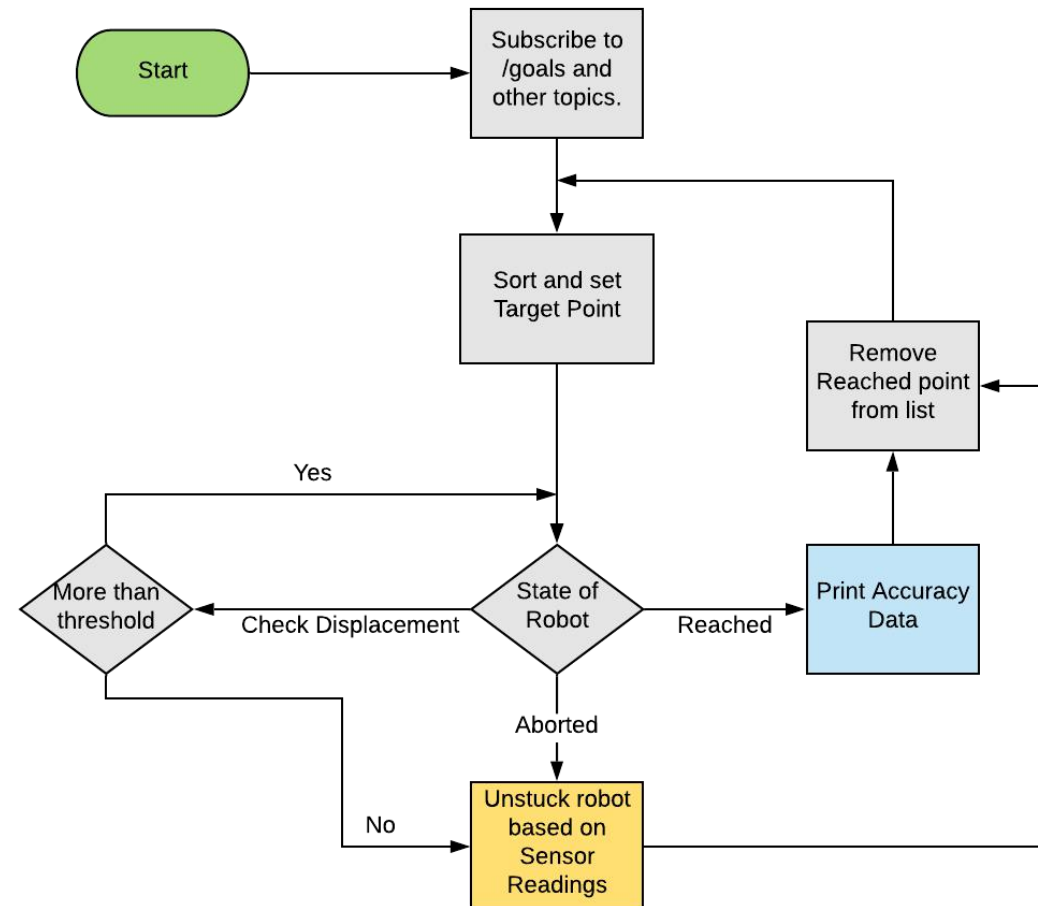 Start
Subscribe to
/goals and
other topics.
Sort and set
Target Point
Remove
Reached point
from list
Yes
More than
threshold
Check Displacement
State of
Robot
Reached
Print Accuracy
Data
Aborted
No
Unstuck robot
based on
Sensor
Readings